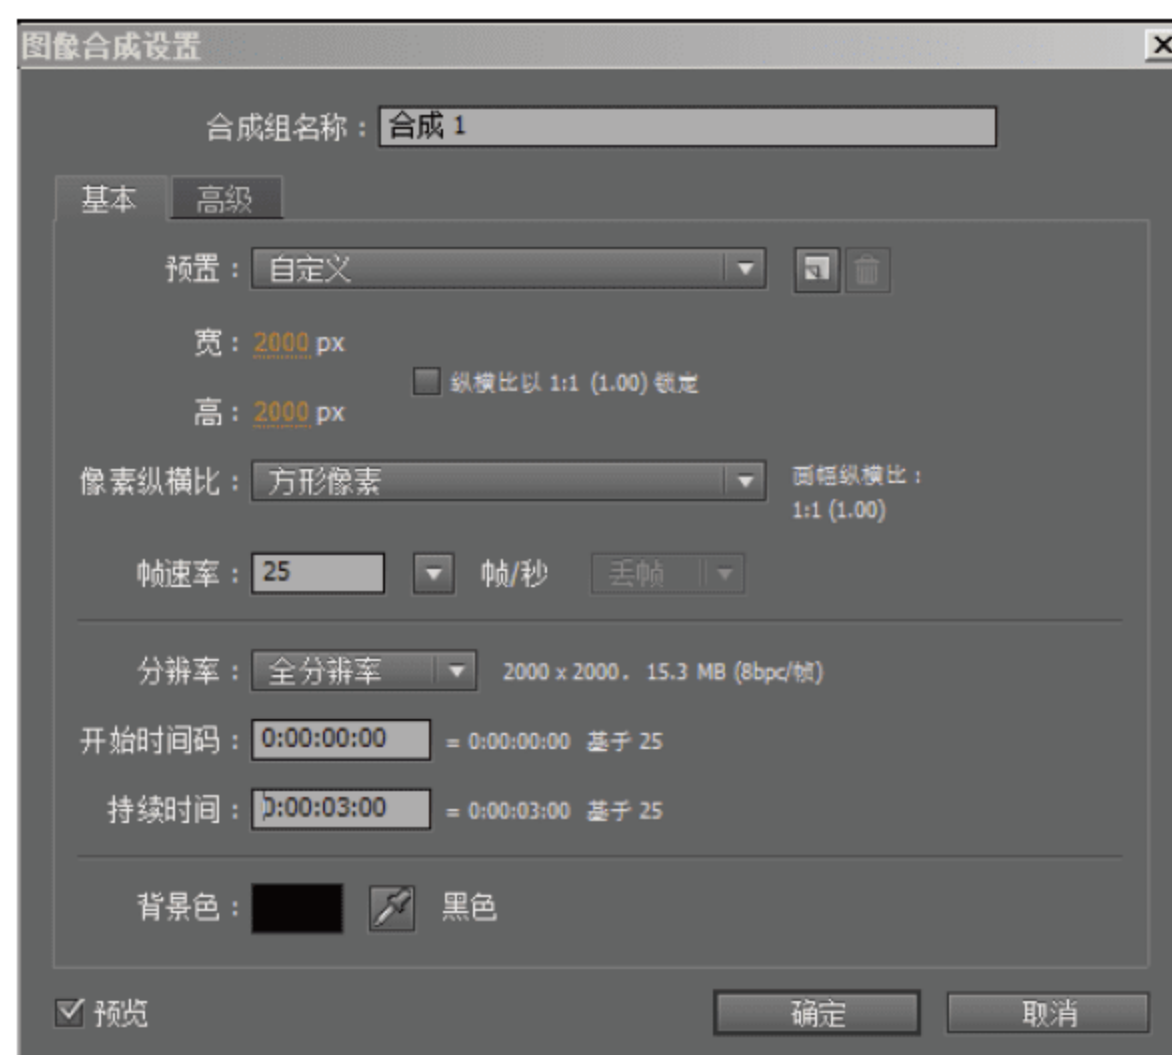 图像合成设置
合成组名称：合成 1
基本 高级
预置：自定义
宽：2000 px
纵横比以 1:1 (1.00) 锁定
高：2000 px
像素纵横比：方形像素
画幅纵横比：
1:1 (1.00)
帧速率：25 帧/秒 丢帧
分辨率：全分辨率 2000 x 2000，15.3 MB (8bpc/帧)
开始时间码：0:00:00:00 = 0:00:00:00 基于 25
持续时间：0:00:03:00 = 0:00:03:00 基于 25
背景色：黑色
预览 确定 取消